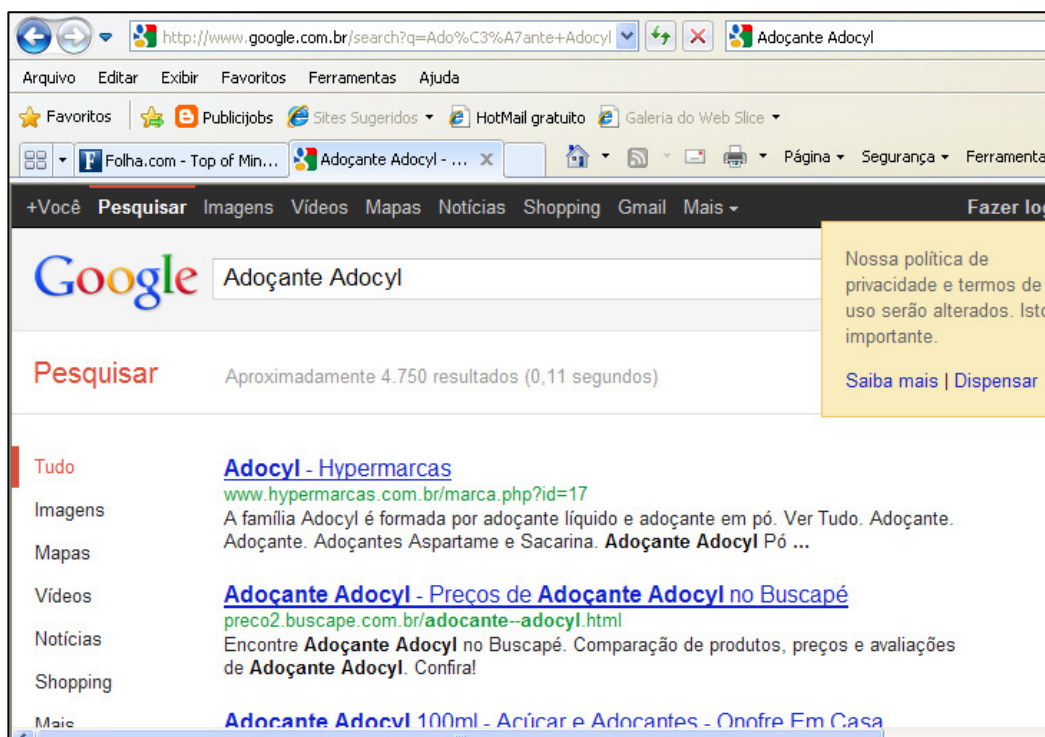 http://www.google.com.br/search?q=Ado%C3%A7ante+Adocyl Adoçante Adocyl
Arquivo Editar Exibir Favoritos Ferramentas Ajuda
Favoritos Publicijobs Sites Sugeridos HotMail gratuito Galeria do Web Slice
Folha.com - Top of Min... Adoçante Adocyl - ... Página Segurança Ferramenta
+Você Pesquisar Imagens Vídeos Mapas Notícias Shopping Gmail Mais Fazer log
Nossa política de
privacidade e termos de
uso serão alterados. Isto
importante.
Saiba mais | Dispensar
Google Adoçante Adocyl
Pesquisar Aproximadamente 4.750 resultados (0,11 segundos)
Tudo
Imagens
Mapas
Vídeos
Notícias
Shopping
Mais
Adocyl - Hypermarcas
www.hypermarcas.com.br/marca.php?id=17
A família Adocyl é formada por adoçante líquido e adoçante em pó. Ver Tudo. Adoçante.
Adoçante. Adoçantes Aspartame e Sacarina. Adoçante Adocyl Pó ...
Adoçante Adocyl - Preços de Adoçante Adocyl no Buscapé
preco2.buscape.com.br/adocante--adocyl.html
Encontre Adoçante Adocyl no Buscapé. Comparação de produtos, preços e avaliações
de Adoçante Adocyl. Confira!
Adoçante Adocyl 100ml - Açúcar e Adoçantes - Onofre Em Casa